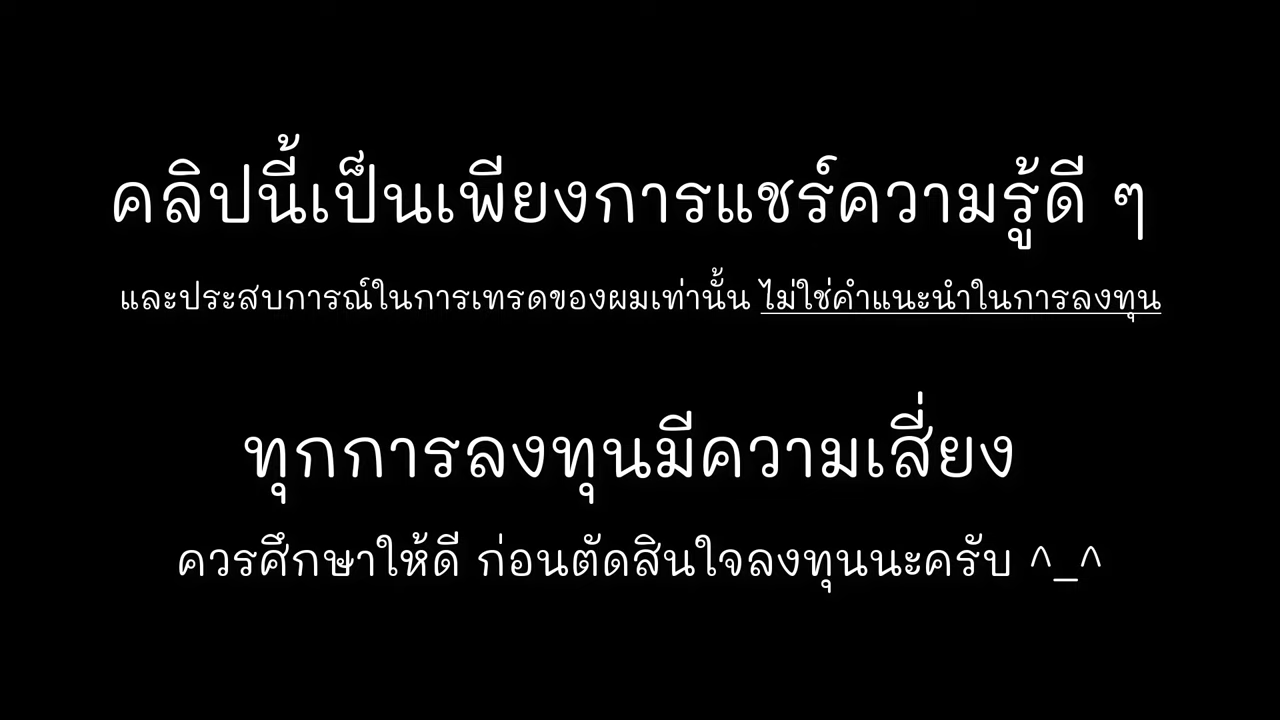 คลิปนี้เป็นเพียงการแชร์ความรู้ดี ๆ
และประสบการณ์ในการเทรดของผมเท่านั้น ไม่ใช่คำแนะนำในการลงทุน
ทุกการลงทุนมีความเสี่ยง
ควรศึกษาให้ดี ก่อนตัดสินใจลงทุนนะครับ ^_^